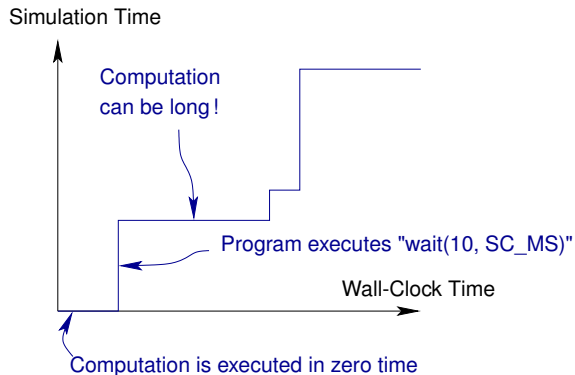 Simulation Time
Computation
can be long !
Program executes "wait(10, SC_MS)"
Wall-Clock Time
Computation is executed in zero time